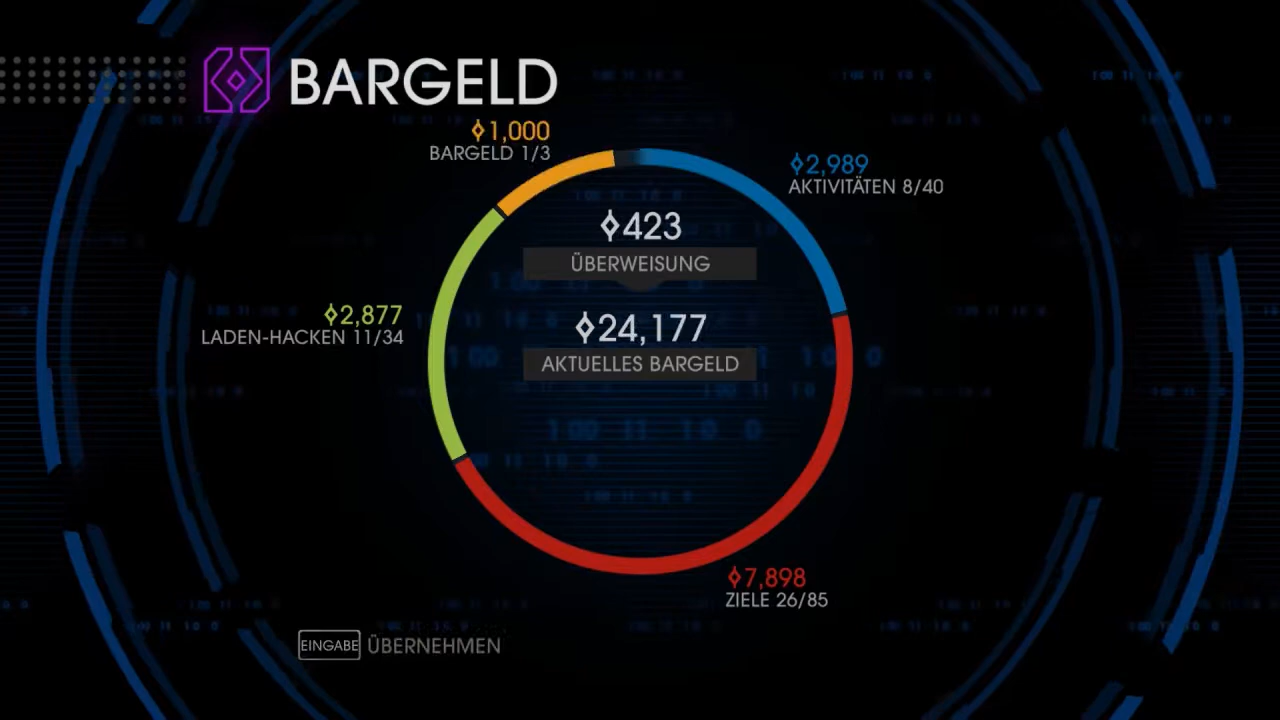 BARGELD
1,000
BARGELD 1/3
2,989
AKTIVITÄTEN 8/40
423
ÜBERWEISUNG
2,877
LADEN-HACKEN 11/34
24,177
AKTUELLES BARGELD
7,898
ZIELE 26/85
EINGABE ÜBERNEHMEN